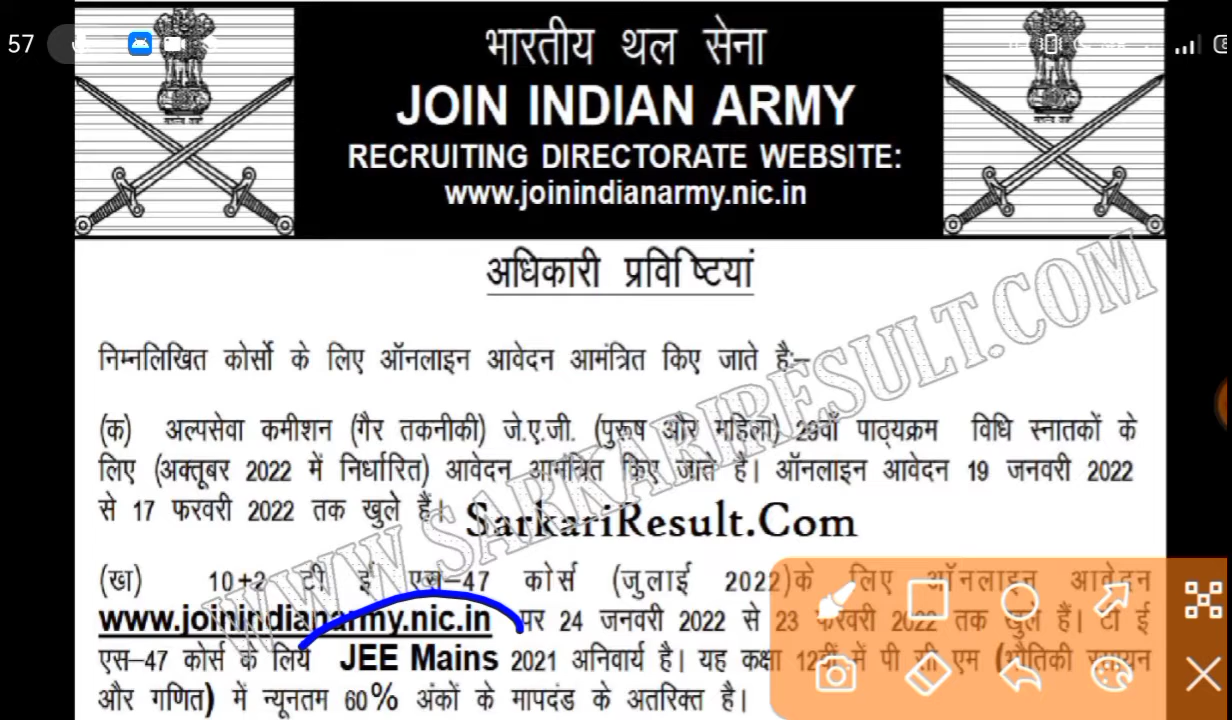 57
भारतीय थल सेना
JOIN INDIAN ARMY
RECRUITING DIRECTORATE WEBSITE:
www.joinindianarmy.nic.in
अधिकारी प्रविष्टियां
निम्नलिखित कोर्सो के लिए ऑनलाइन आवेदन आमंत्रित किए जाते है:–
(क) अल्पसेवा कमीशन (गैर तकनीकी) जे.ए.जी. (पुरूष और महिला) 29वाँ पाठ्यक्रम विधि स्नातकों के
लिए (अक्तूबर 2022 में निर्धारित) आवेदन आमंत्रित किए जाते है। ऑनलाइन आवेदन 19 जनवरी 2022
से 17 फरवरी 2022 तक खुले हैं।
SarkariResult.Com
WWW.SARKARIRESULT.COM
(खा) 10+2 टी ई एस–47 कोर्स (जुलाई 2022)के लिए ऑनलाइन आवेदन
www.joinindianarmy.nic.in पर 24 जनवरी 2022 से 23 फरवरी 2022 तक खुले हैं। टी ई
एस–47 कोर्स के लिये JEE Mains 2021 अनिवार्य है। यह कक्षा 12वीं में पी सी एम (भौतिकी रसायन
और गणित) में न्यूनतम 60% अंकों के मापदंड के अतरिक्त है।